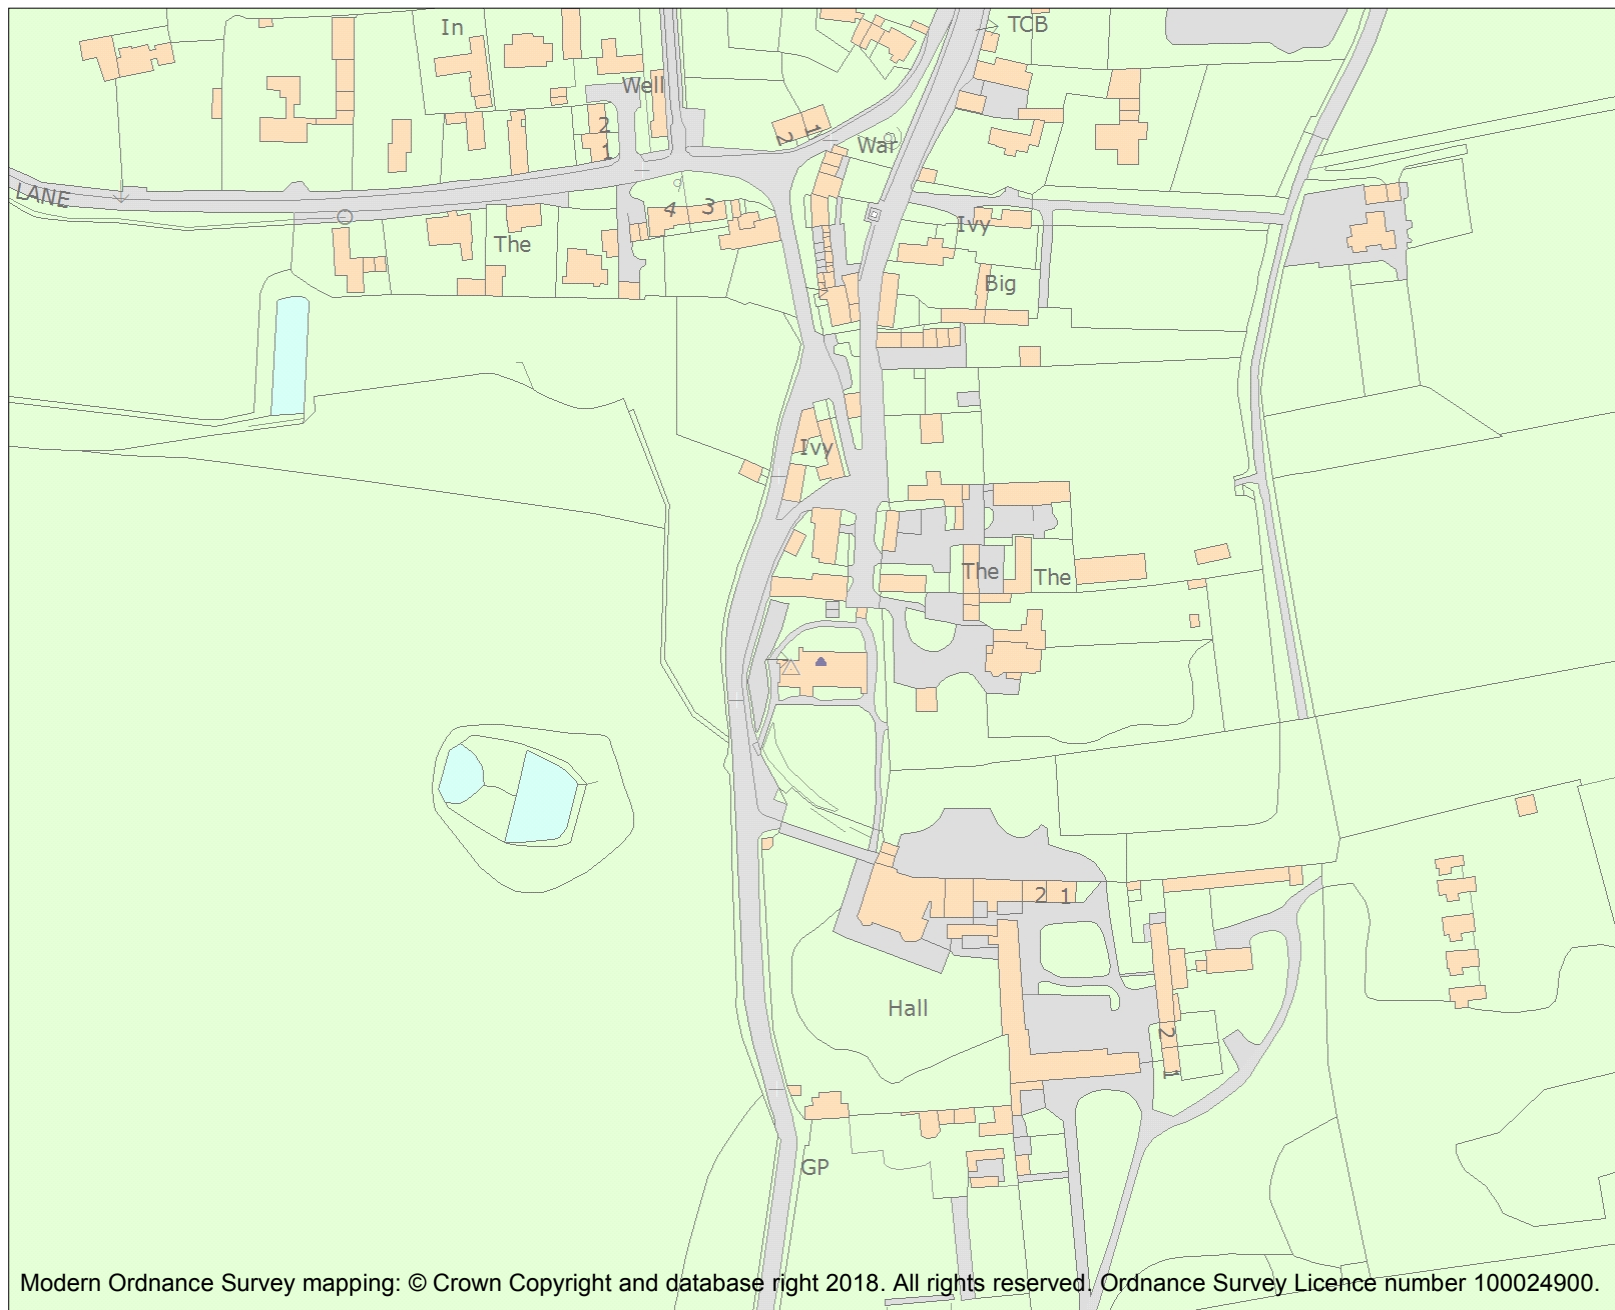 In
TCB
Well
2
1
2
1
War
LANE
4
3
The
Ivy
Big
Ivy
The
The
2
1
Hall
2
1
GP
Modern Ordnance Survey mapping: © Crown Copyright and database right 2018. All rights reserved. Ordnance Survey Licence number 100024900.